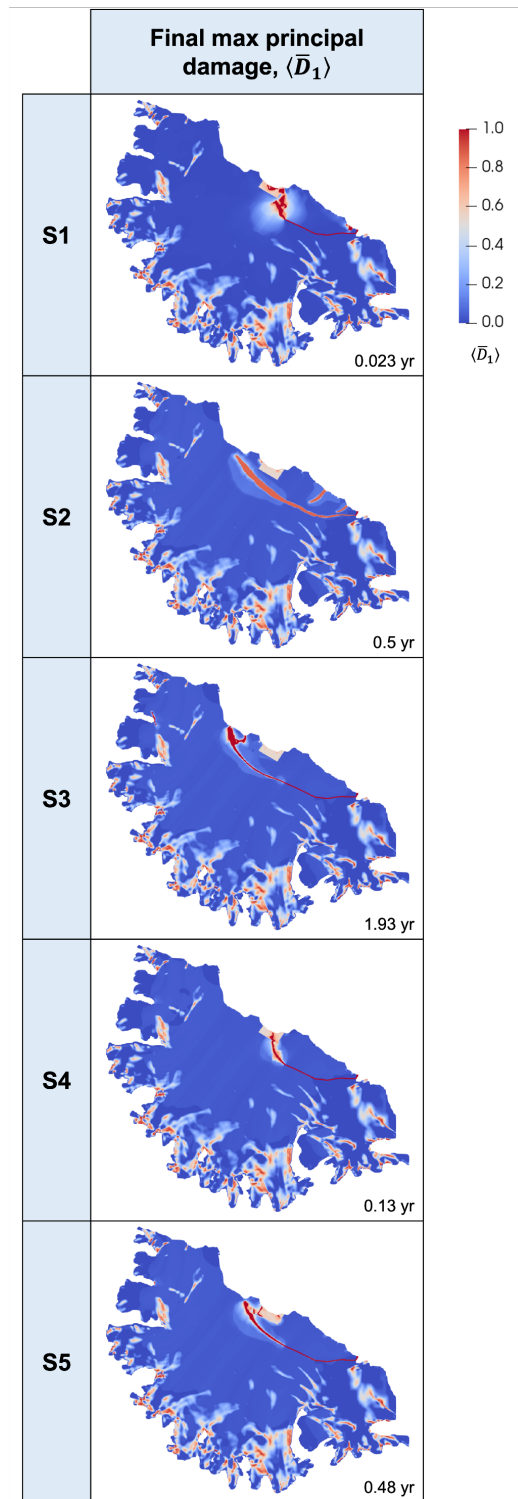 Final max principal
damage, ⟨D̅₁⟩
1.0
0.8
0.6
0.4
0.2
0.0
⟨D̅₁⟩
S1
0.023 yr
S2
0.5 yr
S3
1.93 yr
S4
0.13 yr
S5
0.48 yr